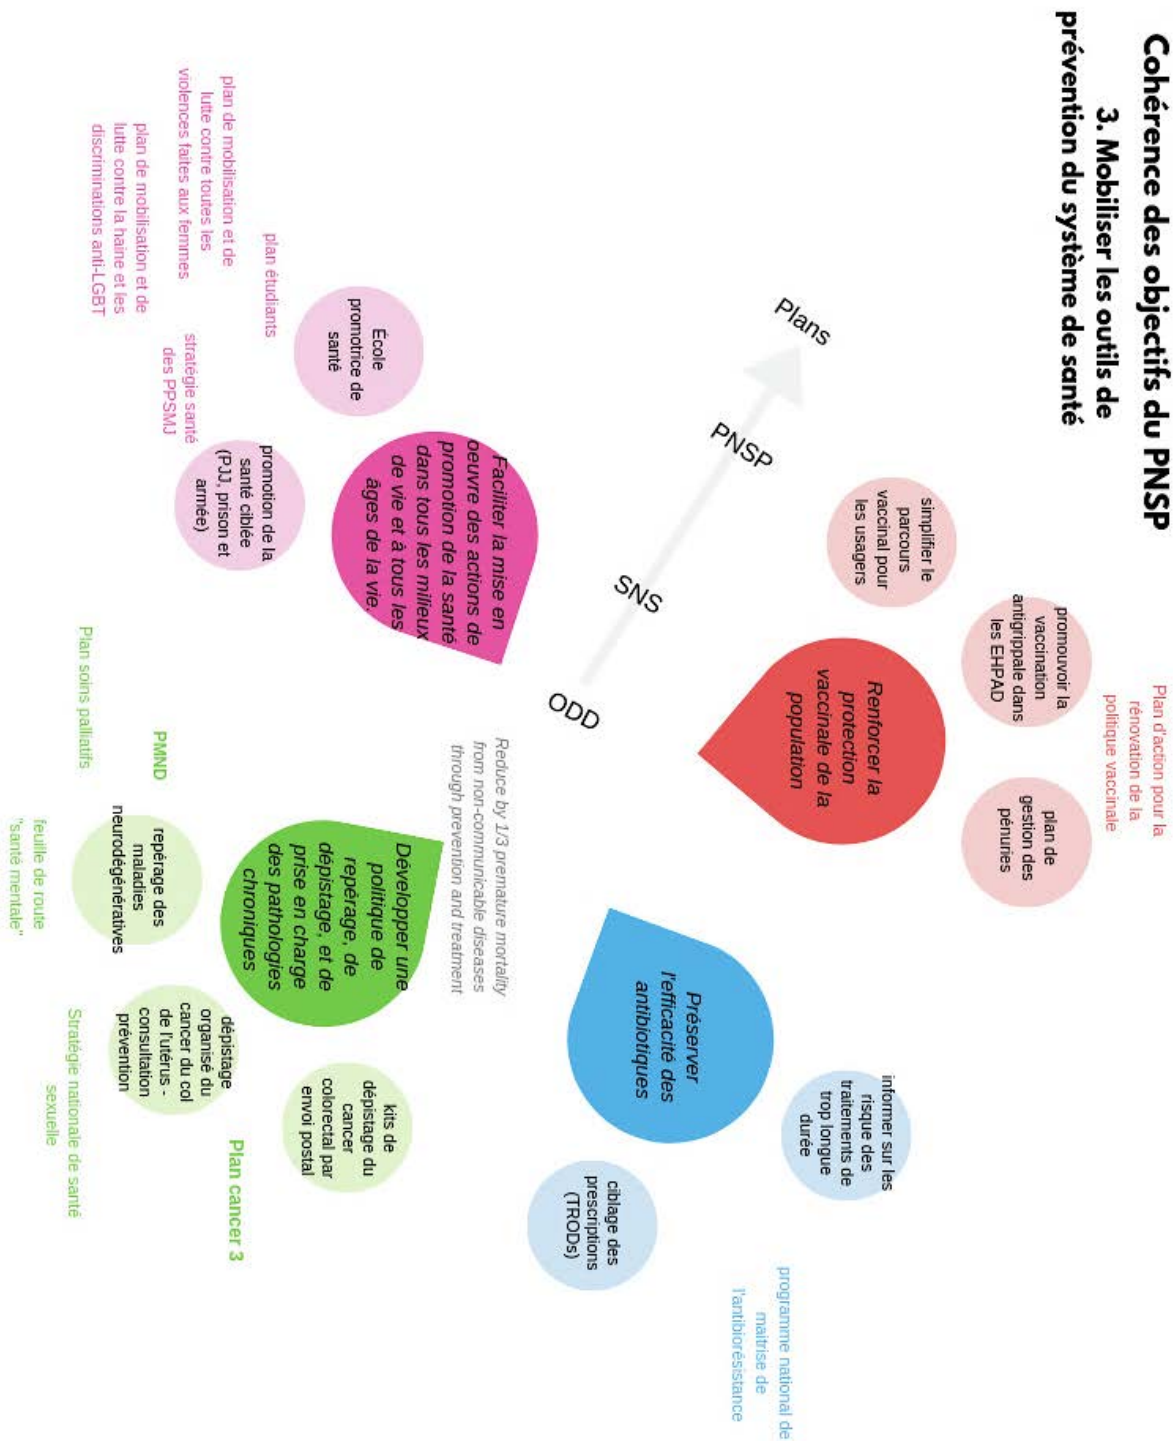 Cohérence des objectifs du PNSP
3. Mobiliser les outils de
prévention du système de santé
Plan d'action pour la
rénovation de la
politique vaccinale
promouvoir la
vaccination
antigrippale dans
les EHPAD
plan de
gestion des
pénuries
simplifier le
parcours
vaccinal pour
les usagers
Renforcer la
protection
vaccinale de la
population
informer sur les
risque des
traitements de
trop longue
durée
programme national de
maitrise de
l'antibiorésistance
Préserver
l'efficacité des
antibiotiques
ciblage des
prescriptions
(TRODs)
Plans
PNSP
SNS
ODD
Reduce by 1/3 premature mortality
from non-communicable diseases
through prevention and treatment
Faciliter la mise en
oeuvre des actions de
promotion de la santé
dans tous les milieux
de vie et à tous les
âges de la vie.
École
promotrice de
santé
plan étudiants
promotion de la
santé ciblée
(PJJ, prison et
armée)
stratégie santé
des PPSMJ
plan de mobilisation et de
lutte contre toutes les
violences faites aux femmes
plan de mobilisation et de
lutte contre la haine et les
discriminations anti-LGBT
Développer une
politique de
repérage, de
dépistage, et de
prise en charge
des pathologies
chroniques
kits de
dépistage du
cancer
colorectal par
envoi postal
Plan cancer 3
dépistage
organisé du
cancer du col
de l'utérus -
consultation
prévention
repérage des
maladies
neurodégénératives
PMND
Plan soins palliatifs
feuille de route
"santé mentale"
Stratégie nationale de santé
sexuelle